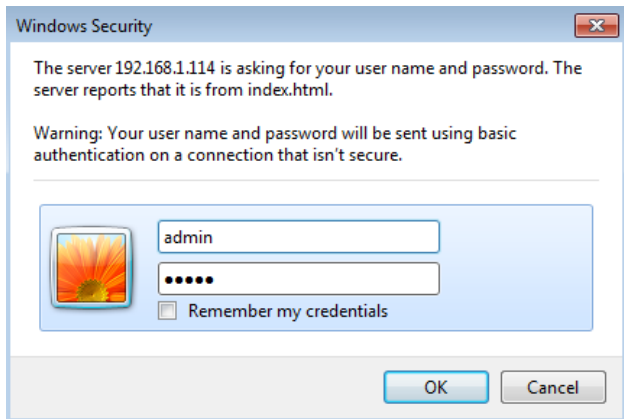 Windows Security
The server 192.168.1.114 is asking for your user name and password. The
server reports that it is from index.html.
Warning: Your user name and password will be sent using basic
authentication on a connection that isn't secure.
admin
●●●●●
Remember my credentials
OK Cancel